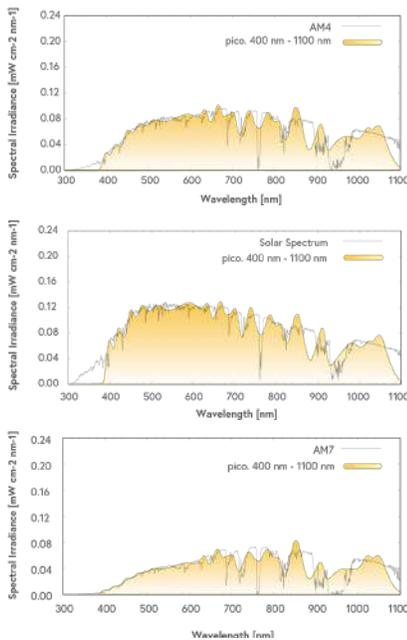 Spectral Irradiance [mW cm-2 nm-1]
0.24
0.20
0.16
0.12
0.08
0.04
0.00
AM4
pico. 400 nm - 1100 nm
300 400 500 600 700 800 900 1000 1100
Wavelength [nm]
Spectral Irradiance [mW cm-2 nm-1]
0.24
0.20
0.16
0.12
0.08
0.04
0.00
Solar Spectrum
pico. 400 nm - 1100 nm
300 400 500 600 700 800 900 1000 1100
Wavelength [nm]
Spectral Irradiance [mW cm-2 nm-1]
0.24
0.20
0.16
0.12
0.08
0.04
0.00
AM7
pico. 400 nm - 1100 nm
300 400 500 600 700 800 900 1000 1100
Wavelength [nm]